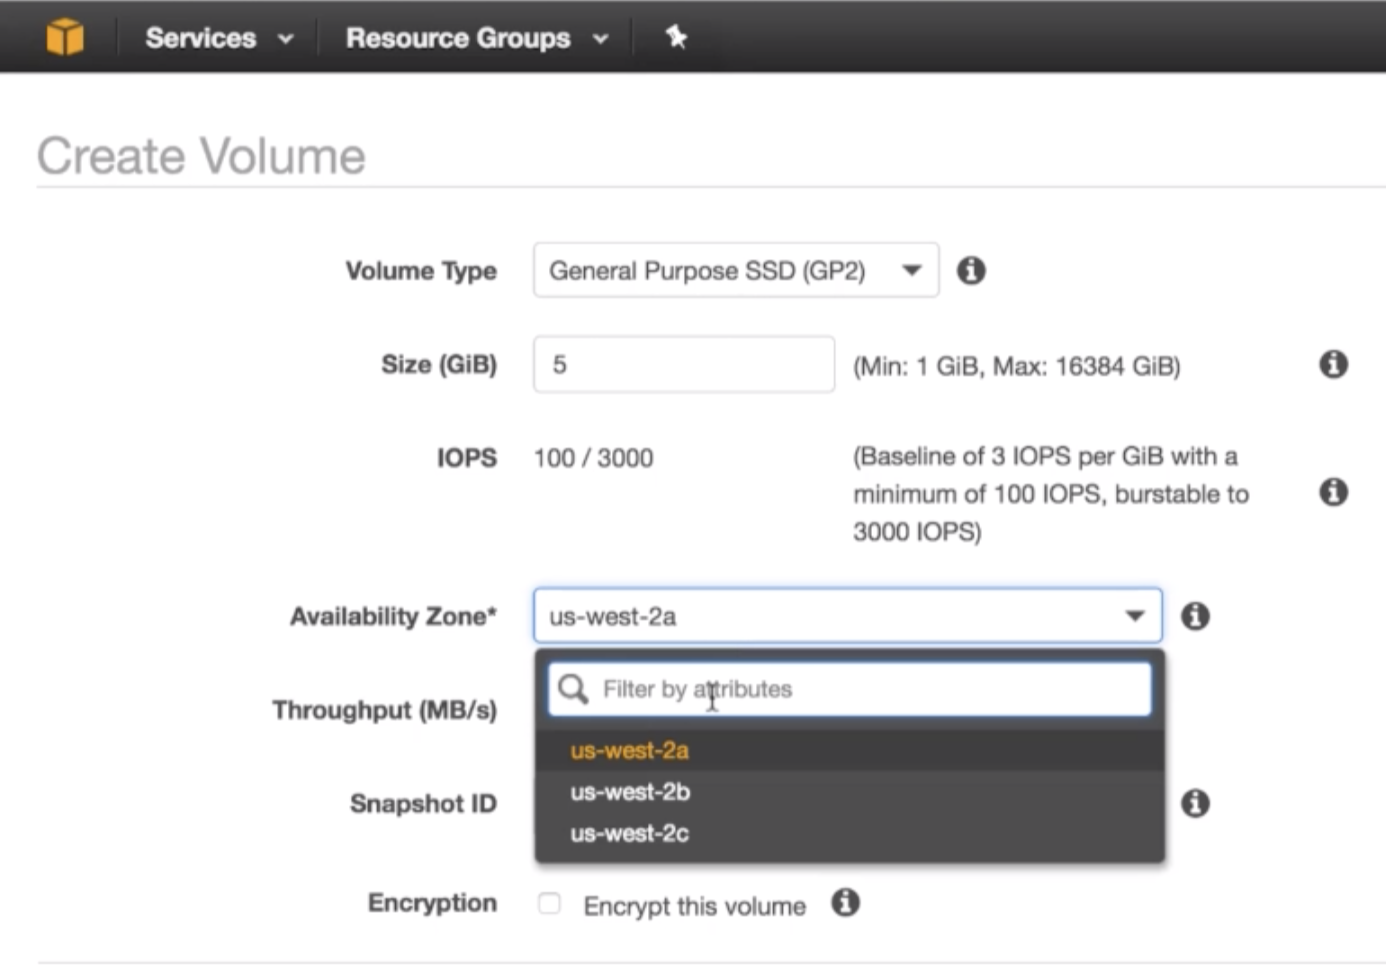 Services
Resource Groups
Create Volume
Volume Type
General Purpose SSD (GP2)
Size (GiB)
5
(Min: 1 GiB, Max: 16384 GiB)
IOPS
100 / 3000
(Baseline of 3 IOPS per GiB with a
minimum of 100 IOPS, burstable to
3000 IOPS)
Availability Zone*
us-west-2a
Filter by attributes
Throughput (MB/s)
us-west-2a
us-west-2b
us-west-2c
Snapshot ID
Encryption
Encrypt this volume